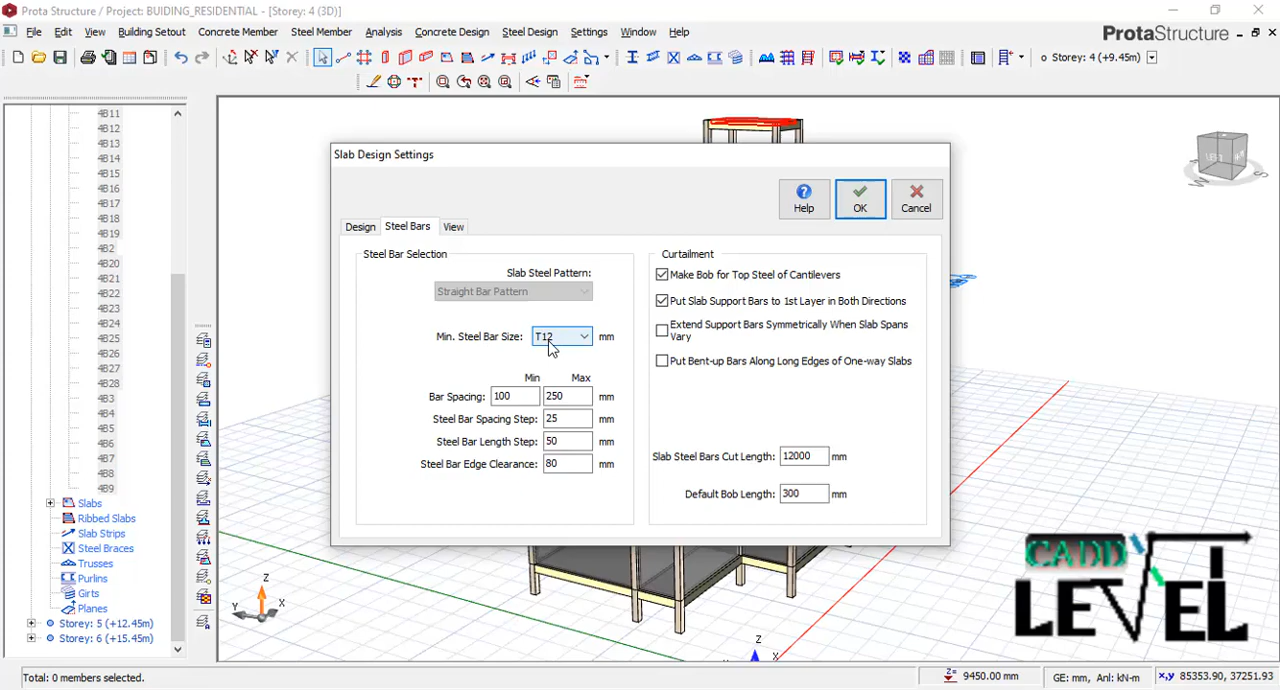 Prota Structure / Project: BUIDING_RESIDENTIAL - [Storey: 4 (3D)]
File Edit View Building Setout Concrete Member Steel Member Analysis Concrete Design Steel Design Settings Window Help
ProtaStructure
Storey: 4 (+9.45m)
4B11
4B12
4B13
4B14
4B15
4B16
4B17
4B18
4B19
4B2
4B20
4B21
4B22
4B23
4B24
4B25
4B26
4B27
4B28
4B3
4B4
4B5
4B6
4B7
4B8
4B9
Slabs
Ribbed Slabs
Slab Strips
Steel Braces
Trusses
Purlins
Girts
Planes
Storey: 5 (+12.45m)
Storey: 6 (+15.45m)
Slab Design Settings
Help OK Cancel
Design Steel Bars View
Steel Bar Selection
Slab Steel Pattern:
Straight Bar Pattern
Min. Steel Bar Size: T12 mm
Min Max
Bar Spacing: 100 250 mm
Steel Bar Spacing Step: 25 mm
Steel Bar Length Step: 50 mm
Steel Bar Edge Clearance: 80 mm
Curtailment
Make Bob for Top Steel of Cantilevers
Put Slab Support Bars to 1st Layer in Both Directions
Extend Support Bars Symmetrically When Slab Spans
Vary
Put Bent-up Bars Along Long Edges of One-way Slabs
Slab Steel Bars Cut Length: 12000 mm
Default Bob Length: 300 mm
W S
Z
Y X
Z
X
CADD
LEVEL
Total: 0 members selected.
Z= 9450.00 mm
GE: mm, Anl: kN-m
x,y 85353.90, 37251.93